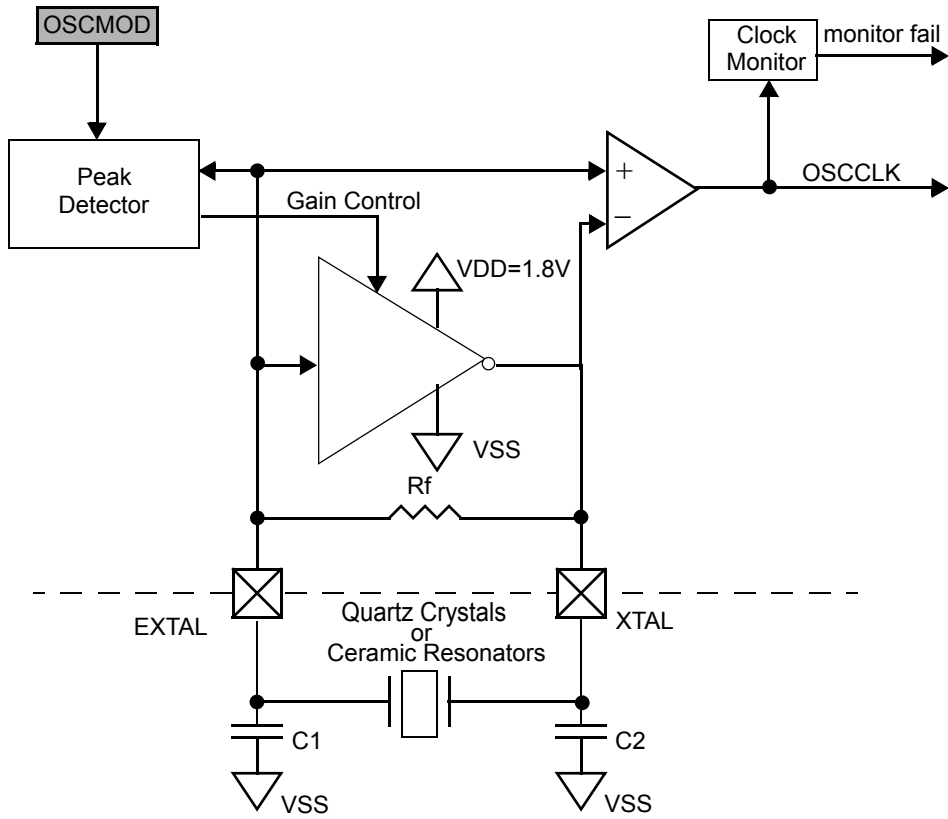 OSCMOD
Clock
Monitor
monitor fail
Peak
Detector
+
−
OSCCLK
Gain Control
VDD=1.8V
VSS
Rf
EXTAL
Quartz Crystals
or
Ceramic Resonators
XTAL
C1
C2
VSS
VSS